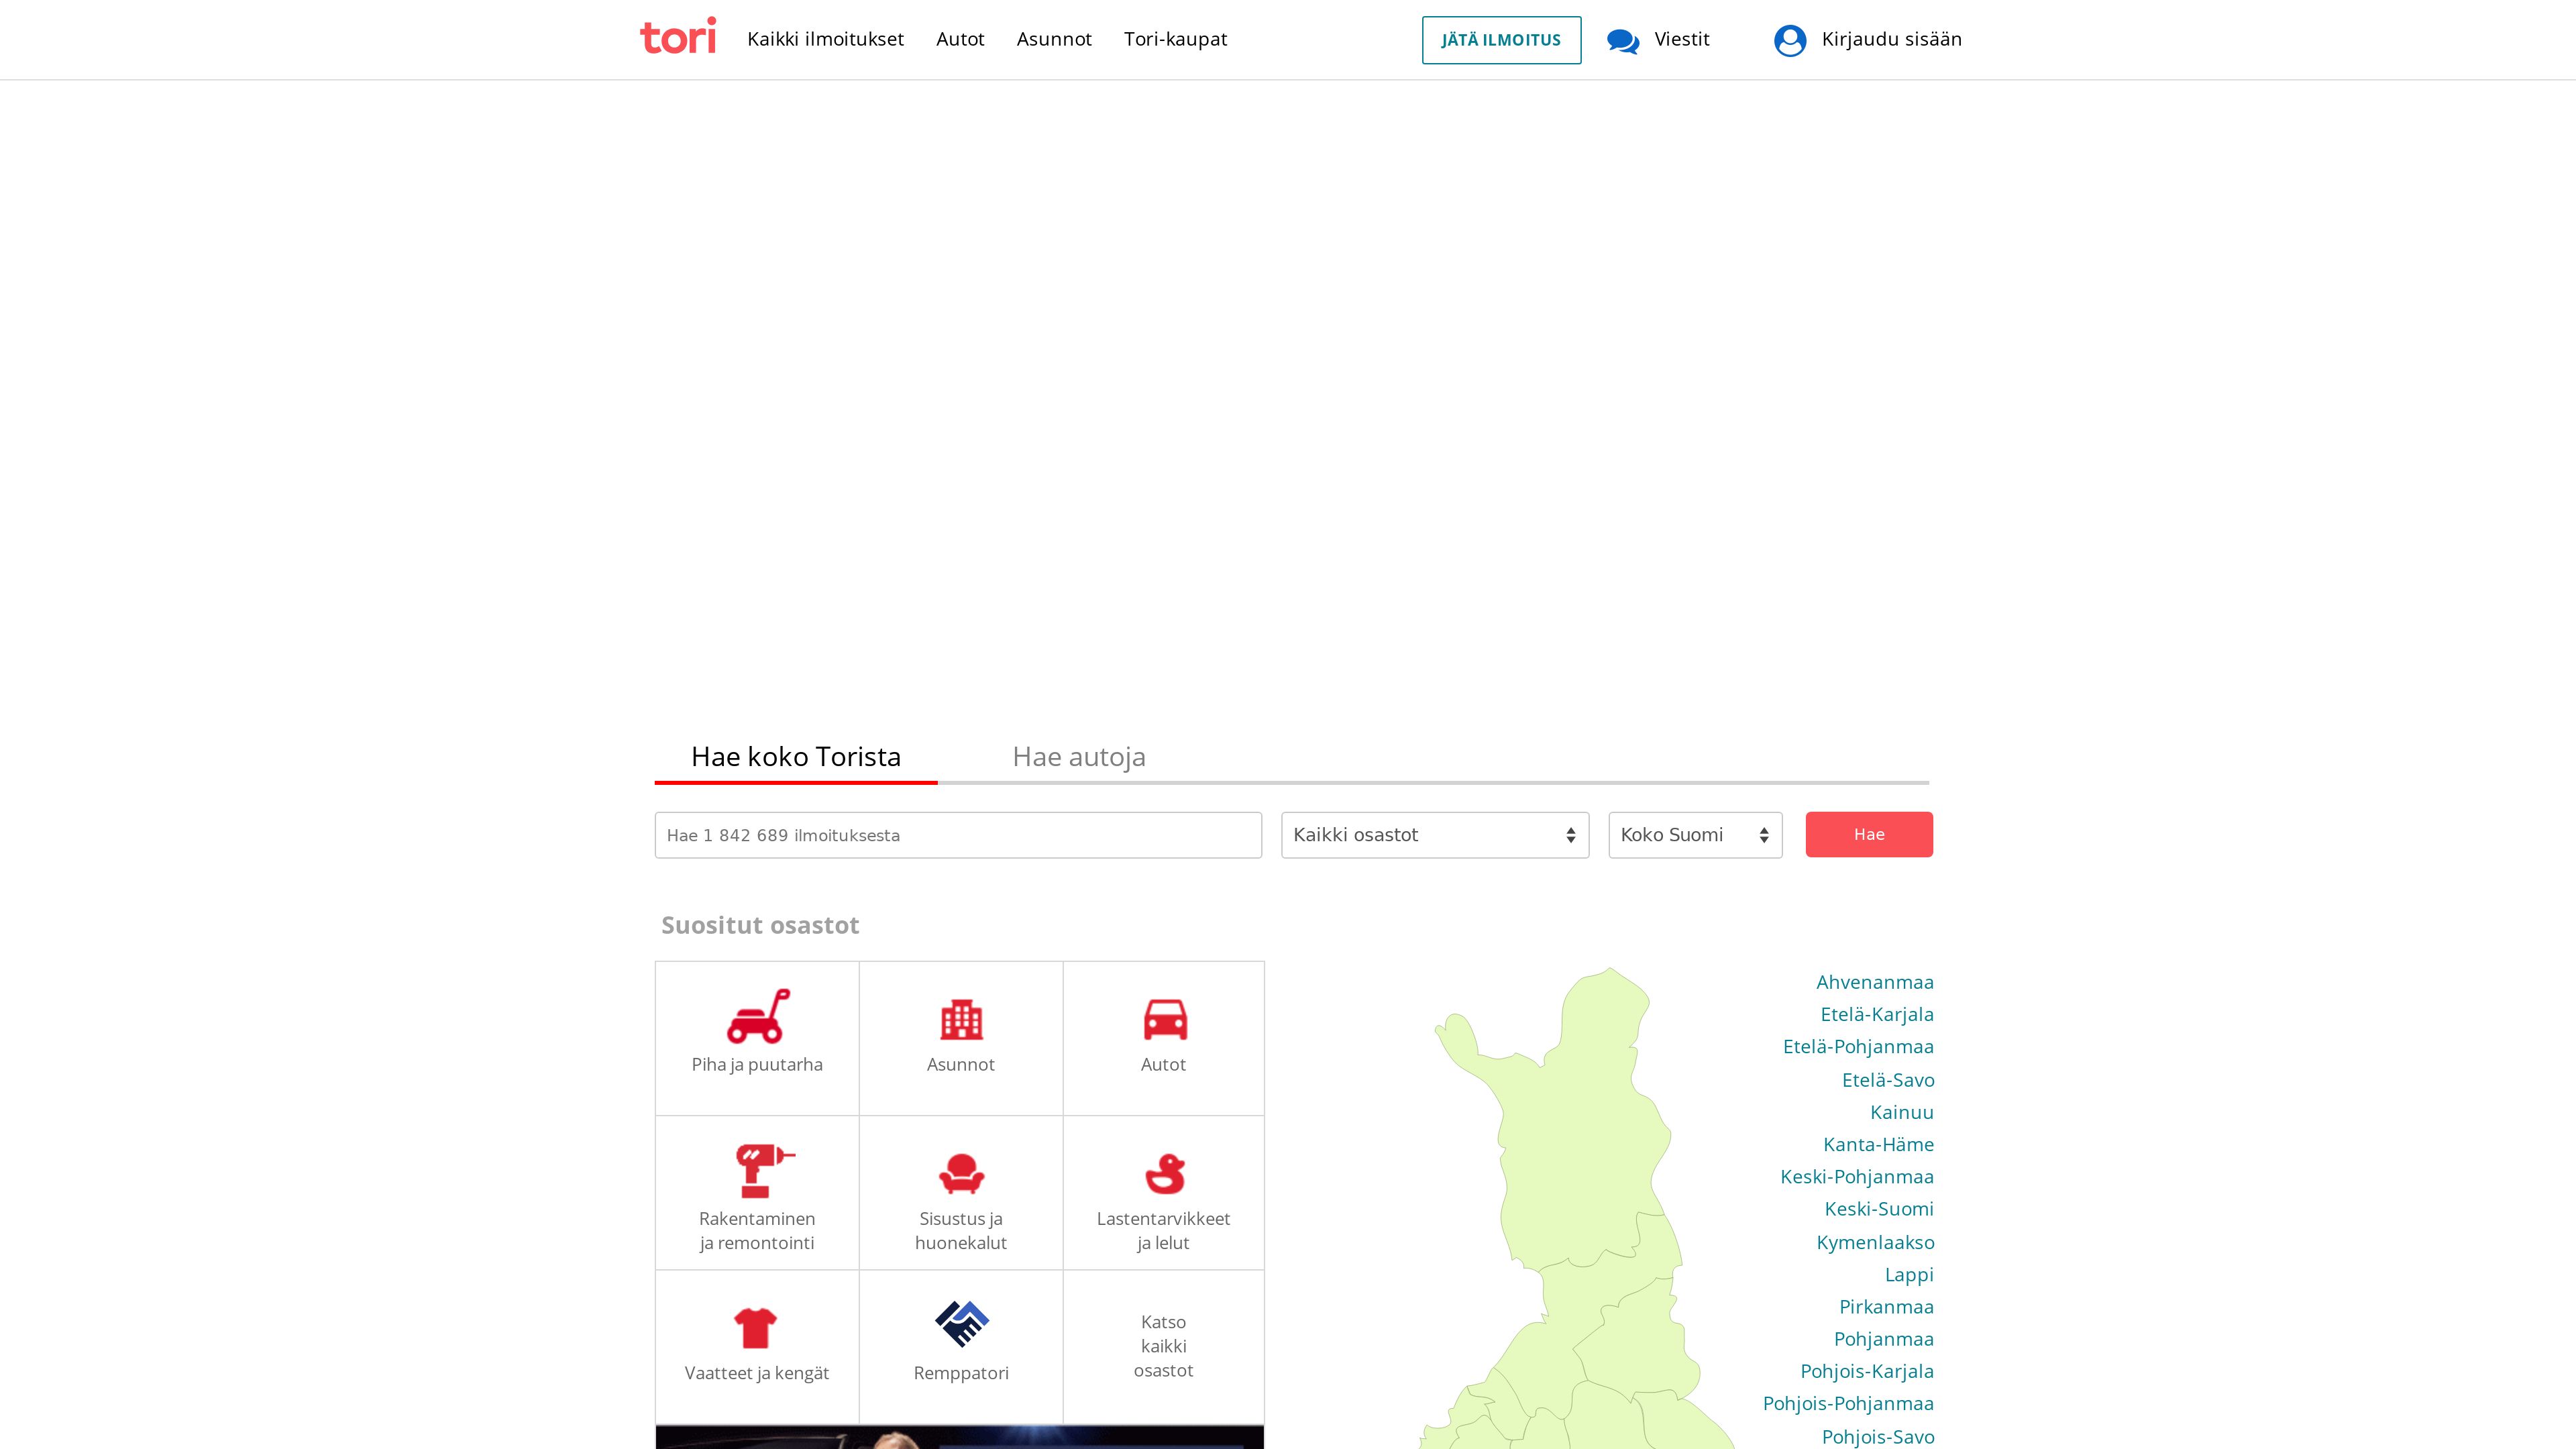 tori Kaikki ilmoitukset Autot Asunnot Tori-kaupat JÄTÄ ILMOITUS Viestit Kirjaudu sisään
Hae koko Torista Hae autoja
Hae 1 842 689 ilmoituksesta Kaikki osastot Koko Suomi Hae
Suositut osastot
Piha ja puutarha
Asunnot
Autot
Rakentaminen
ja remontointi
Sisustus ja
huonekalut
Lastentarvikkeet
ja lelut
Vaatteet ja kengät
Remppatori
Katso
kaikki
osastot
Ahvenanmaa
Etelä-Karjala
Etelä-Pohjanmaa
Etelä-Savo
Kainuu
Kanta-Häme
Keski-Pohjanmaa
Keski-Suomi
Kymenlaakso
Lappi
Pirkanmaa
Pohjanmaa
Pohjois-Karjala
Pohjois-Pohjanmaa
Pohjois-Savo